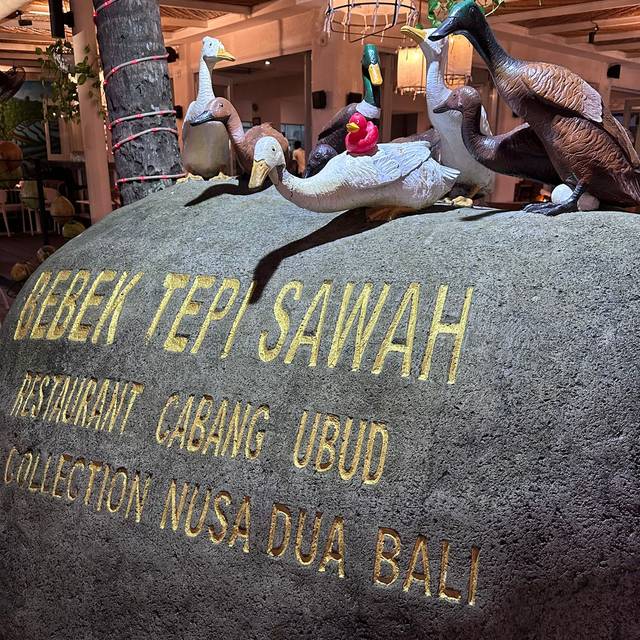 BEBEK TEPI SAWAH
RESTAURANT CABANG UBUD
COLLECTION NUSA DUA BALI